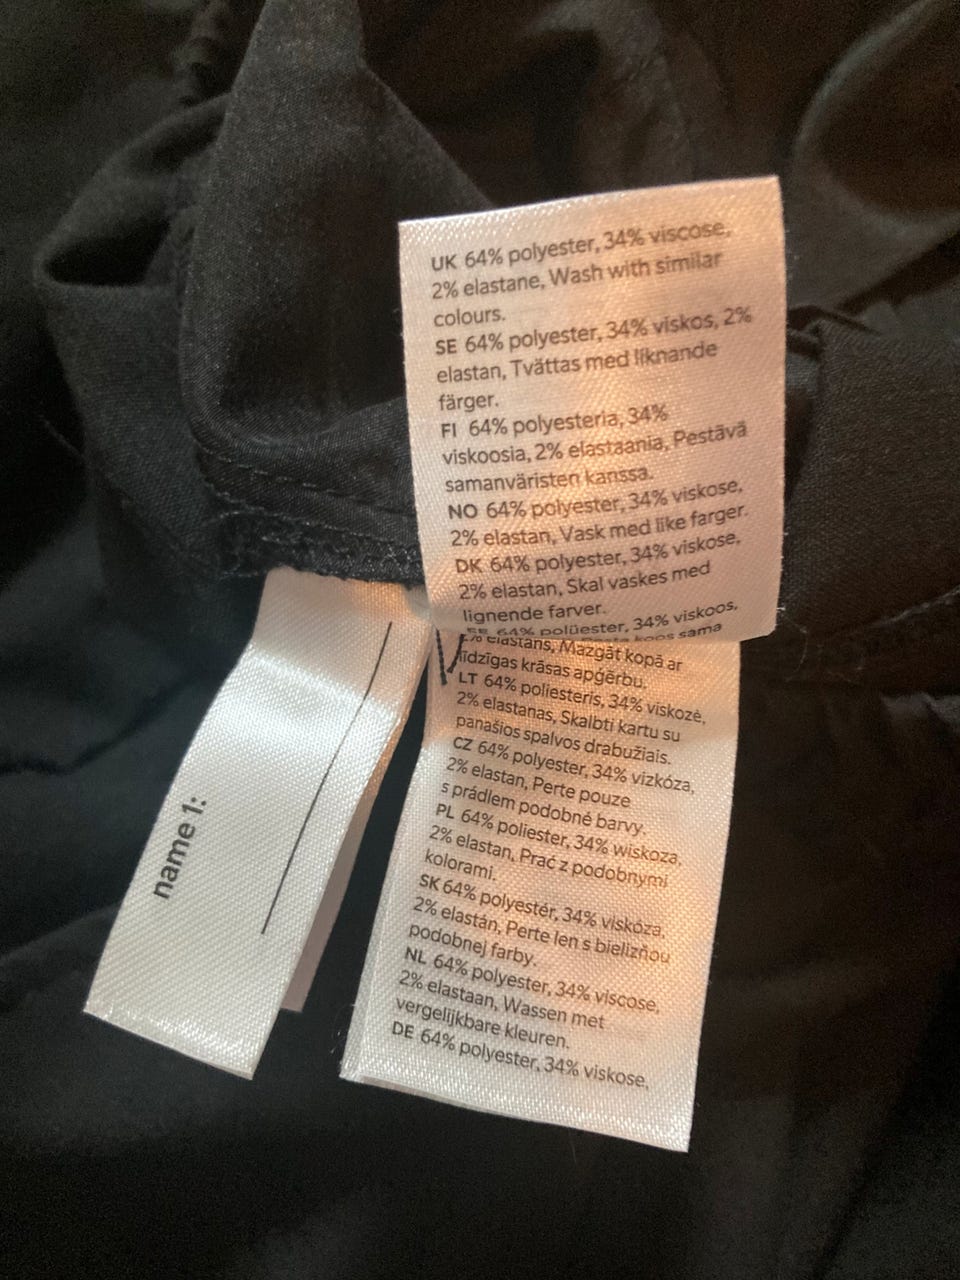 UK 64% polyester, 34% viscose,
2% elastane, Wash with similar
colours.
SE 64% polyester, 34% viskos, 2%
elastan, Tvättas med liknande
färger.
FI 64% polyesteria, 34%
viskoosia, 2% elastaania, Pestävä
samanväristen kanssa.
NO 64% polyester, 34% viskose,
2% elastan, Vask med like farger.
DK 64% polyester, 34% viskose,
2% elastan, Skal vaskes med
lignende farver.
64% polüester, 34% viskoos,
koos sama
2% elastāns, Mazgāt kopā ar
līdzīgas krāsas apģērbu.
LT 64% poliesteris, 34% viskozė,
2% elastanas, Skalbti kartu su
panašios spalvos drabužiais.
CZ 64% polyester, 34% vizkóza,
2% elastan, Perte pouze
s prádlem podobné barvy.
PL 64% poliester, 34% wiskoza,
2% elastan, Prać z podobnymi
kolorami.
SK 64% polyestér, 34% viskóza,
2% elastán, Perte len s bielizňou
podobnej farby.
NL 64% polyester, 34% viscose,
2% elastaan, Wassen met
vergelijkbare kleuren.
DE 64% polyester, 34% viskose,
name 1: